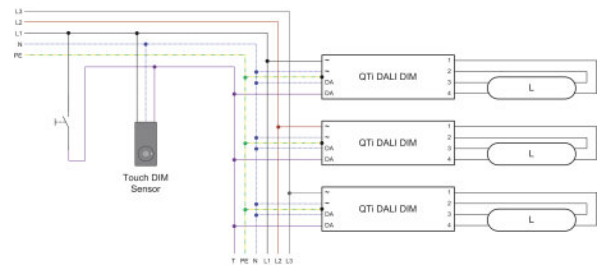 L3
L2
L1
N
PE
~
~
DA
DA
QTi DALI DIM
1
2
3
4
L
~
~
DA
DA
QTi DALI DIM
1
2
3
4
L
Touch DIM
Sensor
~
~
DA
DA
QTi DALI DIM
1
2
3
4
L
T PE N L1 L2 L3